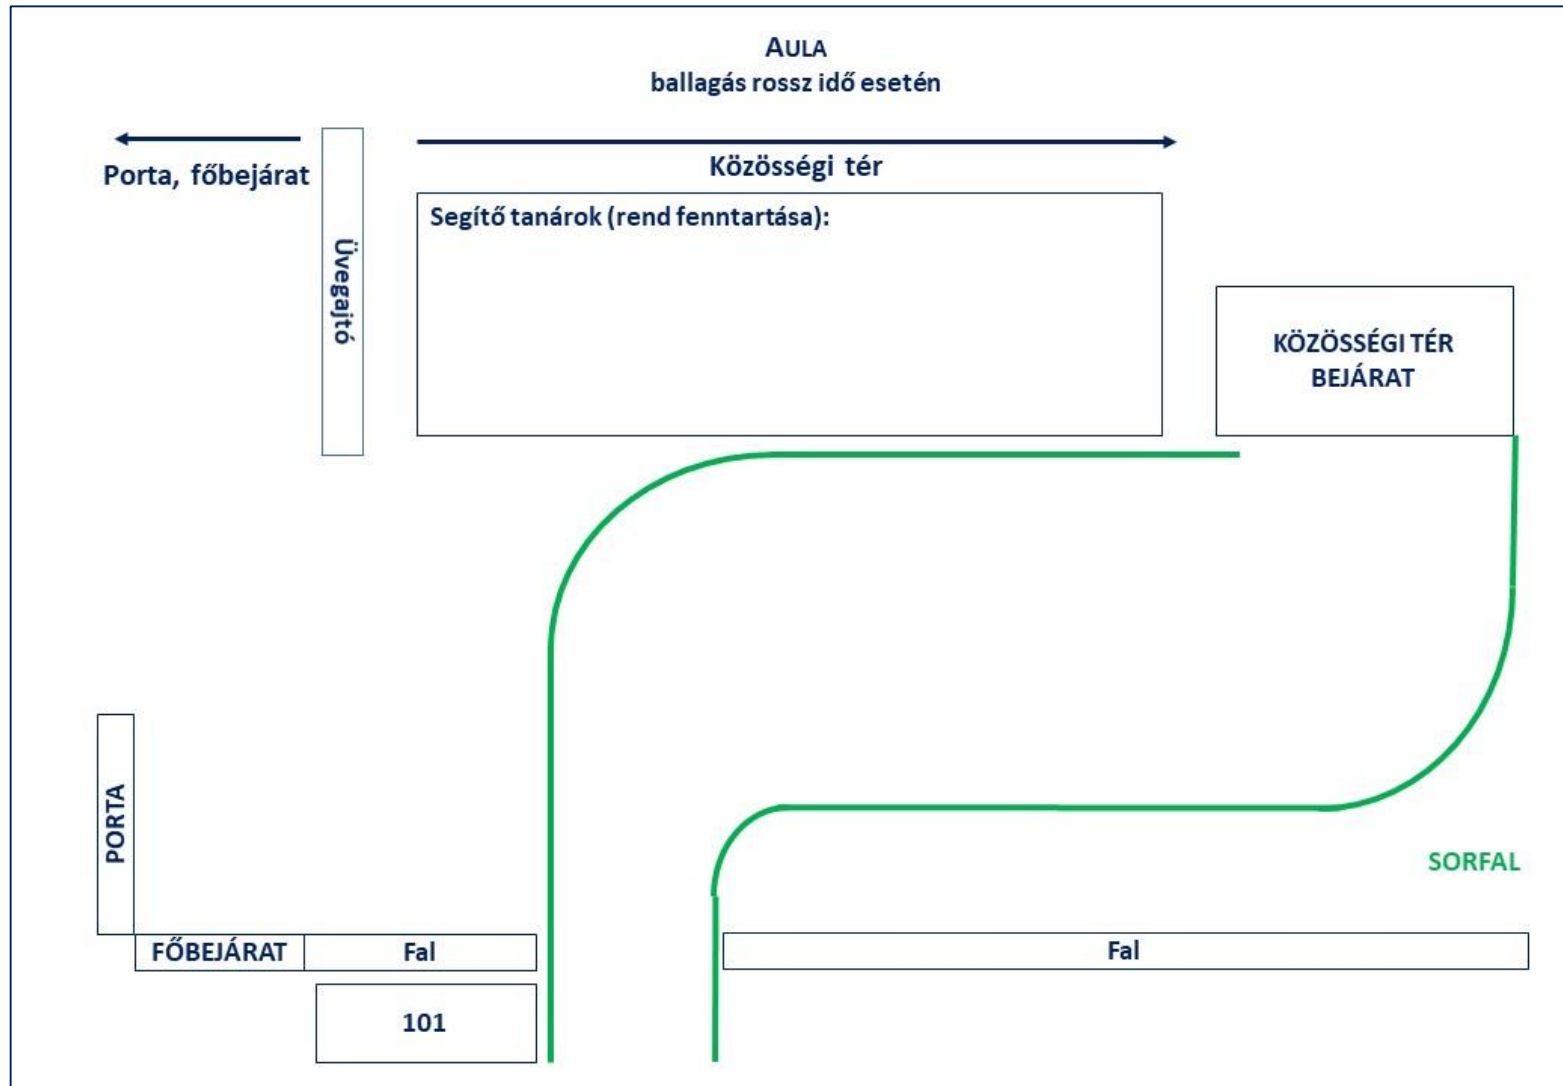 AULA
ballagás rossz idő esetén
Porta, főbejárat
Közösségi tér
Üvegajtó
Segítő tanárok (rend fenntartása):
KÖZÖSSÉGI TÉR
BEJÁRAT
PORTA
SORFAL
FŐBEJÁRAT
Fal
Fal
101